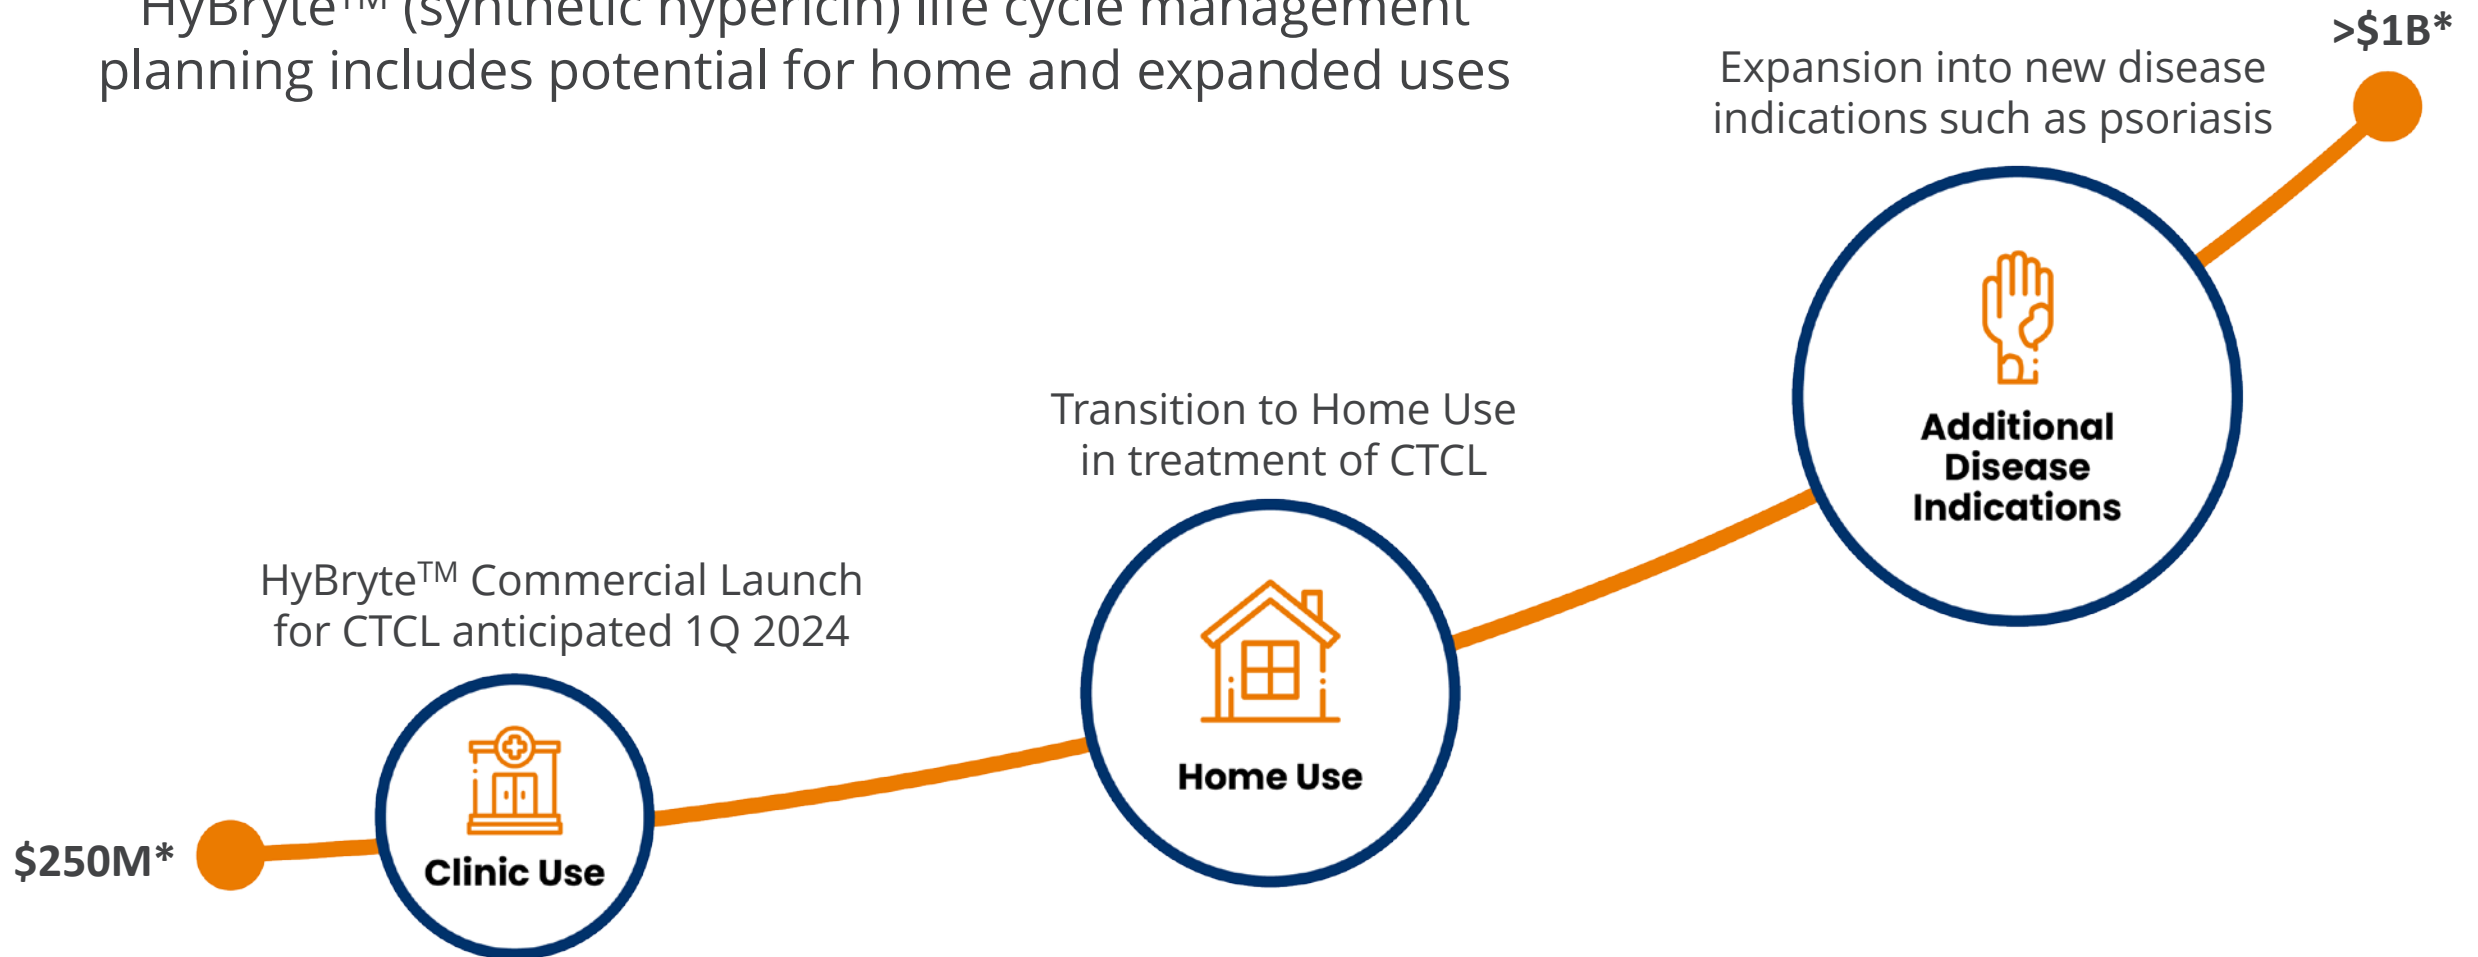 HyBryte™ (synthetic hypericin) life cycle management
planning includes potential for home and expanded uses
>$1B*
Expansion into new disease
indications such as psoriasis
Additional
Disease
Indications
Transition to Home Use
in treatment of CTCL
Home Use
HyBryte™ Commercial Launch
for CTCL anticipated 1Q 2024
Clinic Use
$250M*